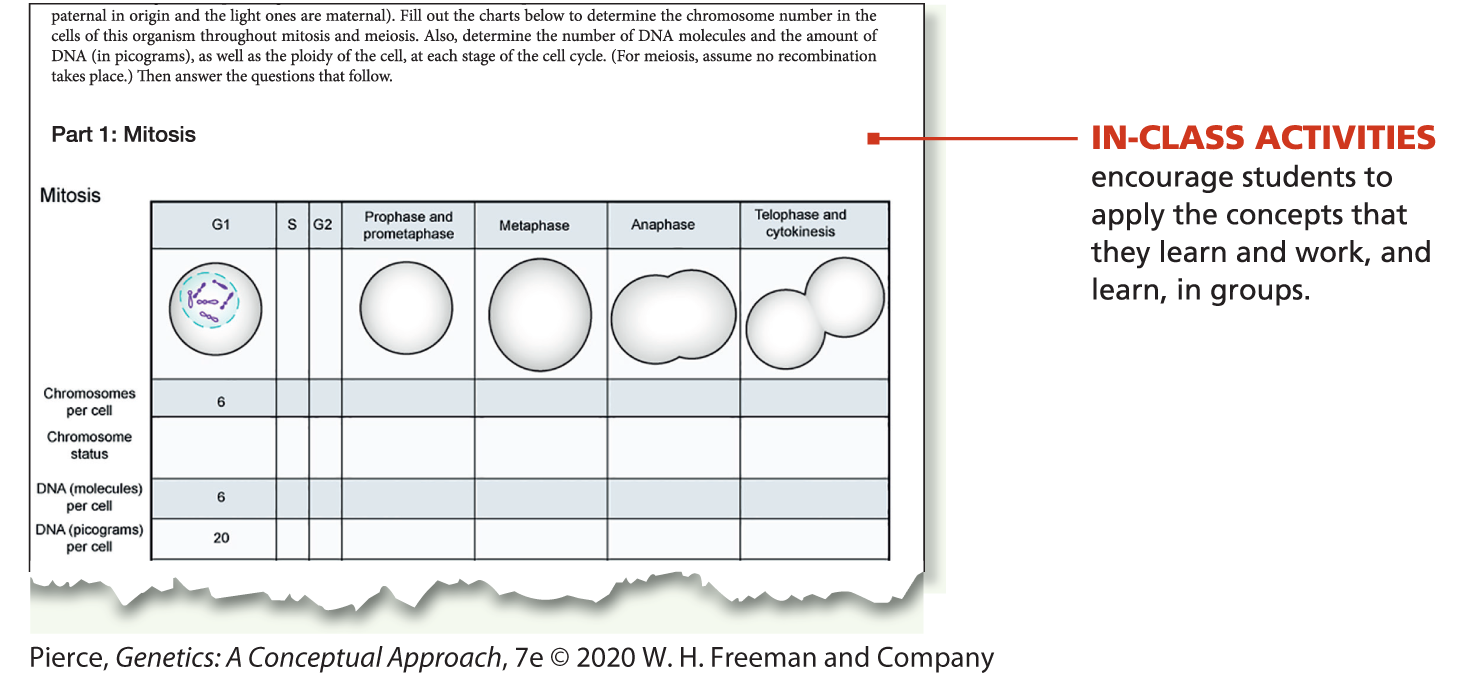 paternal in origin and the light ones are maternal). Fill out the charts below to determine the chromosome number in the
cells of this organism throughout mitosis and meiosis. Also, determine the number of DNA molecules and the amount of
DNA (in picograms), as well as the ploidy of the cell, at each stage of the cell cycle. (For meiosis, assume no recombination
takes place.) Then answer the questions that follow.
Part 1: Mitosis
Mitosis
G1 S G2 Prophase and prometaphase Metaphase Anaphase Telophase and cytokinesis
Chromosomes
per cell
6
Chromosome
status
DNA (molecules)
per cell
6
DNA (picograms)
per cell
20
IN-CLASS ACTIVITIES
encourage students to
apply the concepts that
they learn and work, and
learn, in groups.
Pierce, Genetics: A Conceptual Approach, 7e © 2020 W. H. Freeman and Company